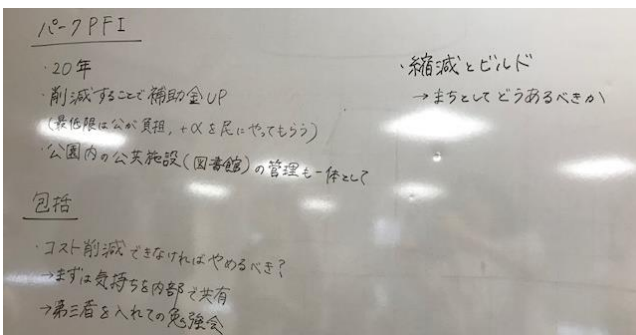 パークPFI
・20年
・削減することで補助金UP
(最低限は公が負担,+αを民にやってもらう)
・公園内の公共施設(図書館)の管理も一体として
包括
・コスト削減できなければやめるべき?
→まずは気持ちを内部で共有
→第三者を入れての勉強会
・縮減とビルド
→まちとしてどうあるべきか